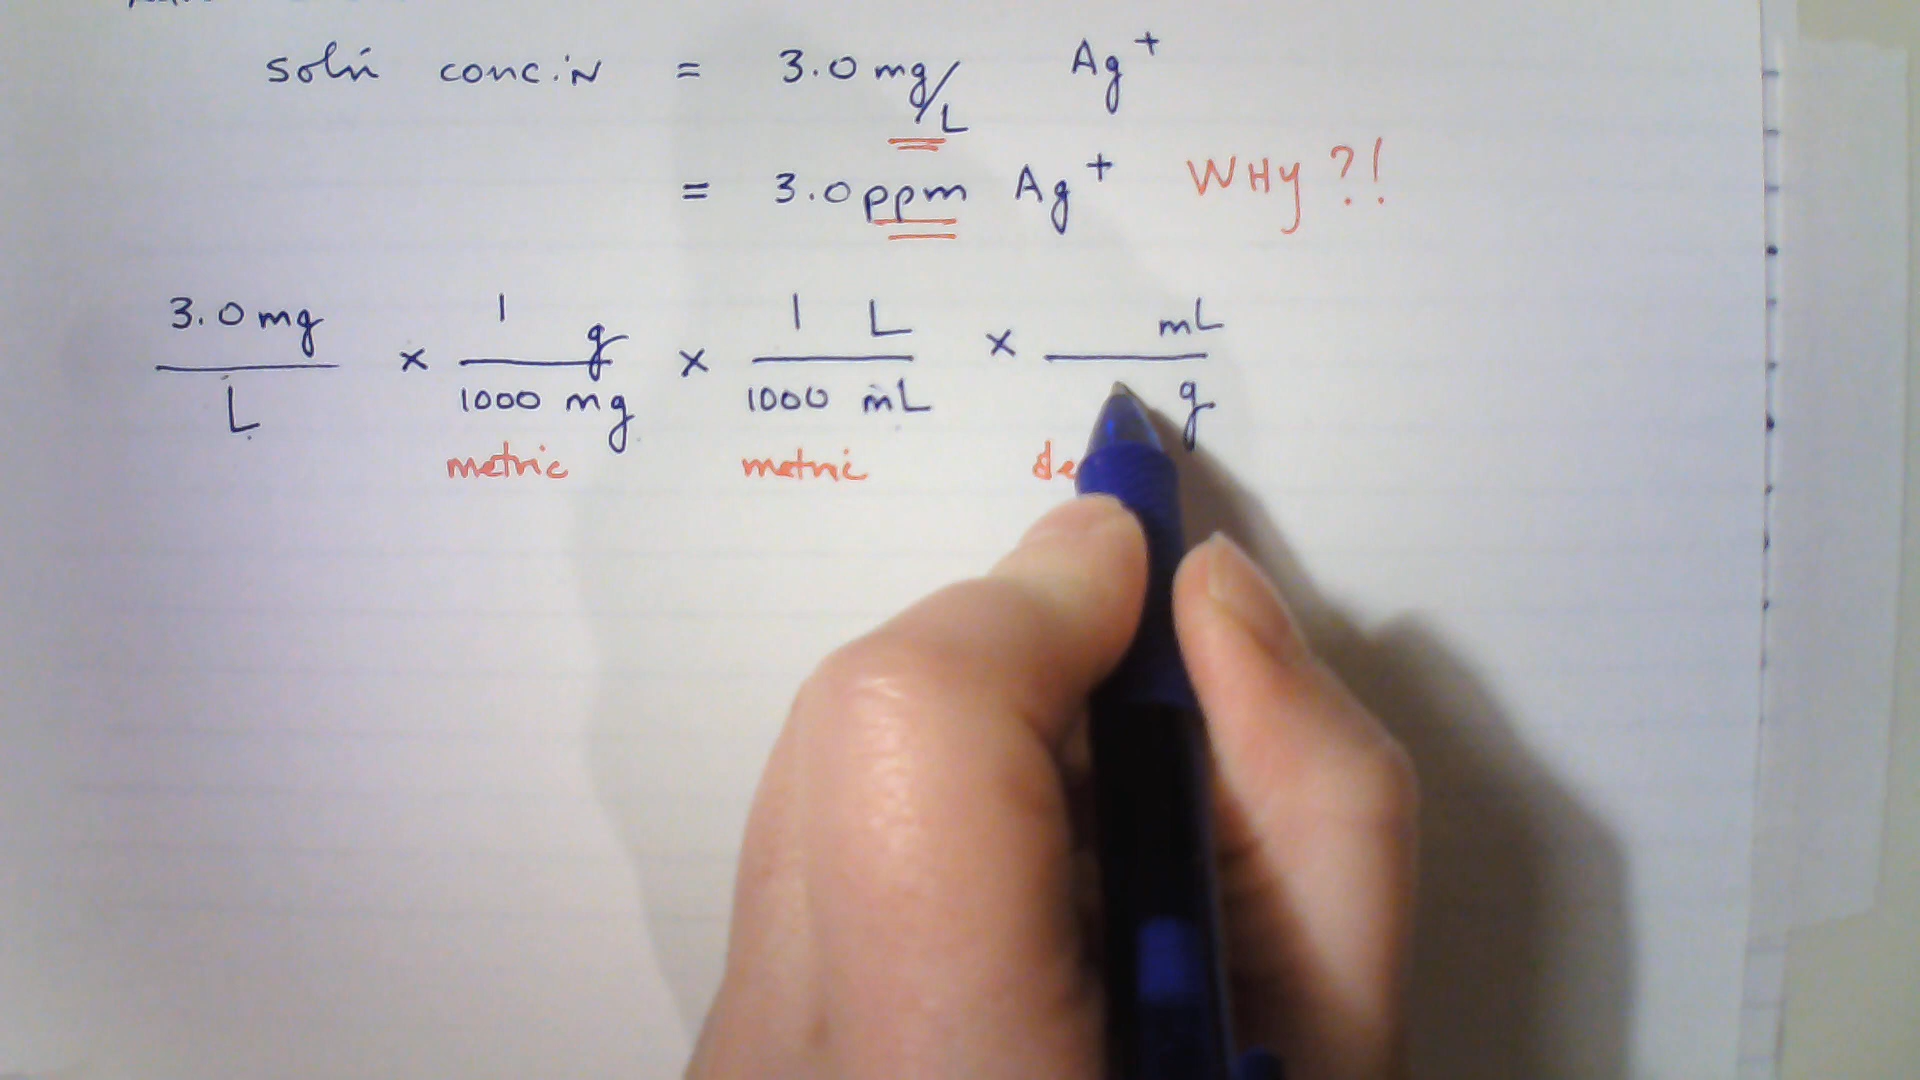 sol'n conc.'n = 3.0 mg/L Ag+
= 3.0 ppm Ag+ WHY?!
3.0 mg / L × 1 g / 1000 mg × 1 L / 1000 mL × mL / g
metric metric